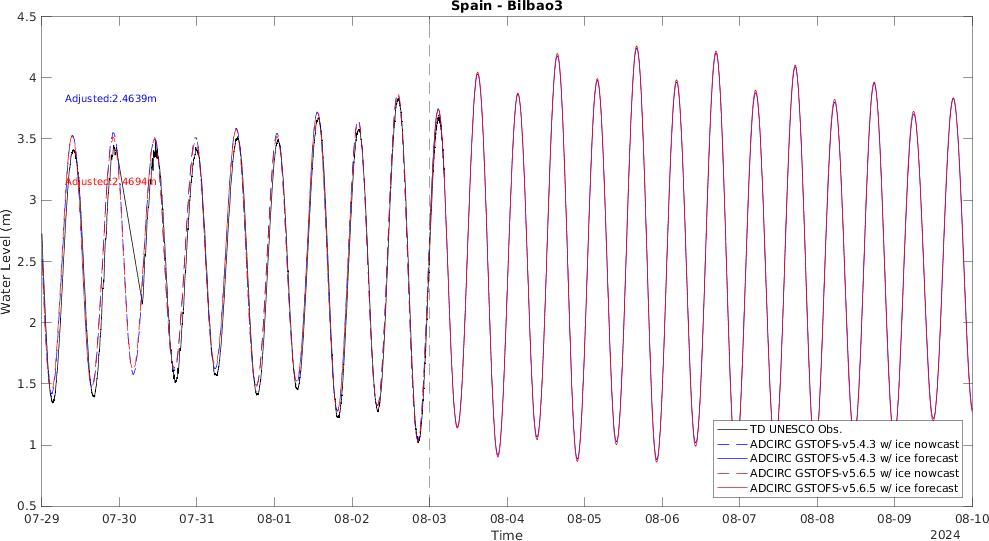 Spain - Bilbao3
4.5
4
3.5
3
2.5
2
1.5
1
0.5
Water Level (m)
Adjusted:2.4639m
Adjusted:2.4694m
TD UNESCO Obs.
ADCIRC GSTOFS-v5.4.3 w/ ice nowcast
ADCIRC GSTOFS-v5.4.3 w/ ice forecast
ADCIRC GSTOFS-v5.6.5 w/ ice nowcast
ADCIRC GSTOFS-v5.6.5 w/ ice forecast
07-29 07-30 07-31 08-01 08-02 08-03 08-04 08-05 08-06 08-07 08-08 08-09 08-10
Time
2024